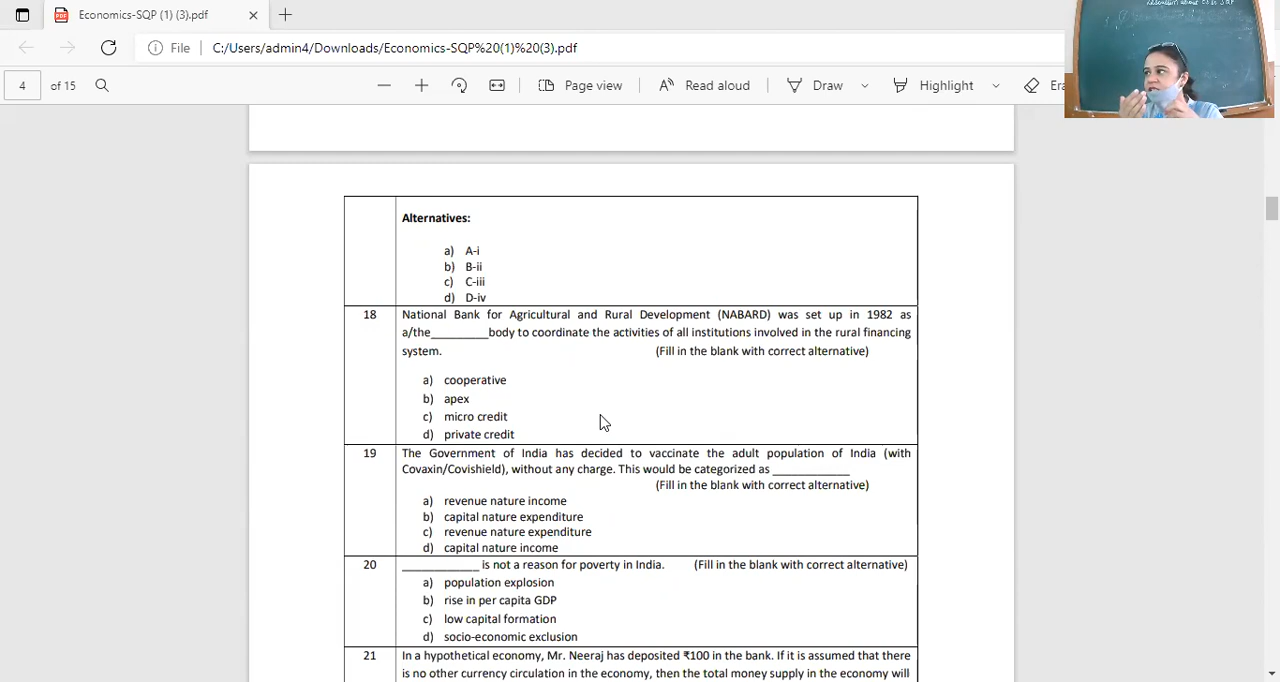 Economics-SQP (1) (3).pdf
File C:/Users/admin4/Downloads/Economics-SQP%20(1)%20(3).pdf
4 of 15 Page view Read aloud Draw Highlight
Alternatives:
a) A-i
b) B-ii
c) C-iii
d) D-iv
18 National Bank for Agricultural and Rural Development (NABARD) was set up in 1982 as
a/the_________body to coordinate the activities of all institutions involved in the rural financing
system. (Fill in the blank with correct alternative)
a) cooperative
b) apex
c) micro credit
d) private credit
19 The Government of India has decided to vaccinate the adult population of India (with
Covaxin/Covishield), without any charge. This would be categorized as ____________
(Fill in the blank with correct alternative)
a) revenue nature income
b) capital nature expenditure
c) revenue nature expenditure
d) capital nature income
20 ____________ is not a reason for poverty in India. (Fill in the blank with correct alternative)
a) population explosion
b) rise in per capita GDP
c) low capital formation
d) socio-economic exclusion
21 In a hypothetical economy, Mr. Neeraj has deposited ₹100 in the bank. If it is assumed that there
is no other currency circulation in the economy, then the total money supply in the economy will